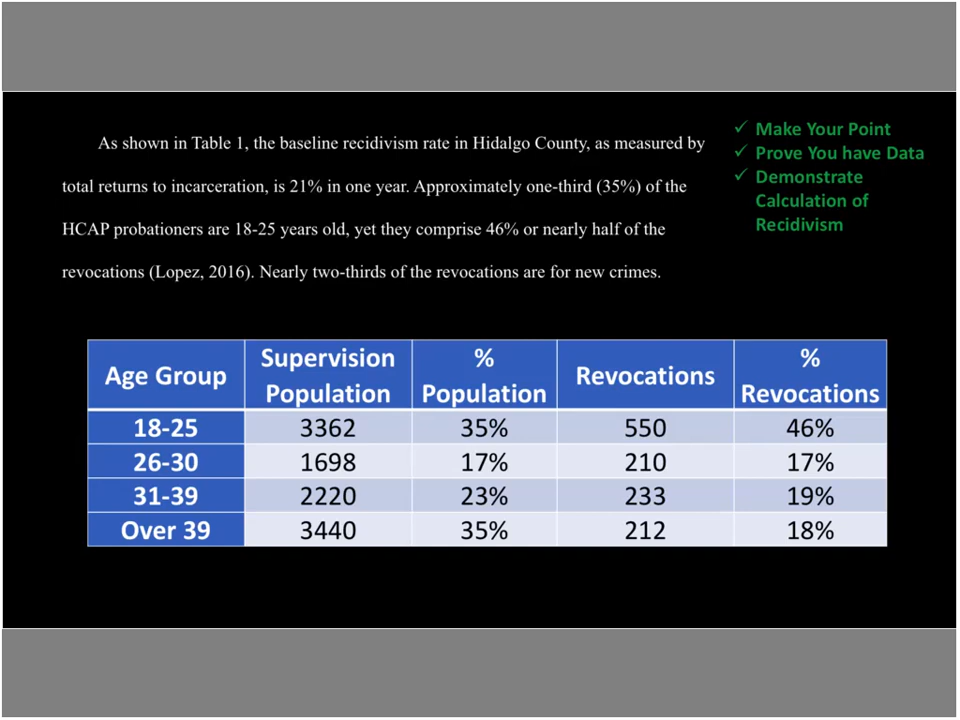 As shown in Table 1, the baseline recidivism rate in Hidalgo County, as measured by
total returns to incarceration, is 21% in one year. Approximately one-third (35%) of the
HCAP probationers are 18-25 years old, yet they comprise 46% or nearly half of the
revocations (Lopez, 2016). Nearly two-thirds of the revocations are for new crimes.
✓ Make Your Point
✓ Prove You have Data
✓ Demonstrate
Calculation of
Recidivism
Age Group Supervision Population % Population Revocations % Revocations
18-25 3362 35% 550 46%
26-30 1698 17% 210 17%
31-39 2220 23% 233 19%
Over 39 3440 35% 212 18%